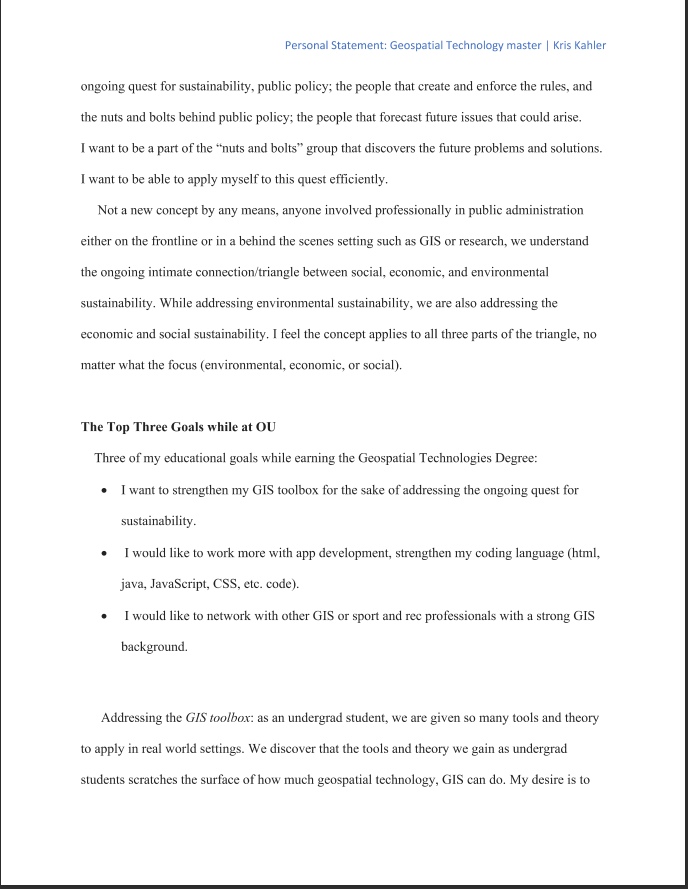 Personal Statement: Geospatial Technology master | Kris Kahler
ongoing quest for sustainability, public policy; the people that create and enforce the rules, and
the nuts and bolts behind public policy; the people that forecast future issues that could arise.
I want to be a part of the “nuts and bolts” group that discovers the future problems and solutions.
I want to be able to apply myself to this quest efficiently.
Not a new concept by any means, anyone involved professionally in public administration
either on the frontline or in a behind the scenes setting such as GIS or research, we understand
the ongoing intimate connection/triangle between social, economic, and environmental
sustainability. While addressing environmental sustainability, we are also addressing the
economic and social sustainability. I feel the concept applies to all three parts of the triangle, no
matter what the focus (environmental, economic, or social).
The Top Three Goals while at OU
Three of my educational goals while earning the Geospatial Technologies Degree:
• I want to strengthen my GIS toolbox for the sake of addressing the ongoing quest for
sustainability.
• I would like to work more with app development, strengthen my coding language (html,
java, JavaScript, CSS, etc. code).
• I would like to network with other GIS or sport and rec professionals with a strong GIS
background.
Addressing the GIS toolbox: as an undergrad student, we are given so many tools and theory
to apply in real world settings. We discover that the tools and theory we gain as undergrad
students scratches the surface of how much geospatial technology, GIS can do. My desire is to